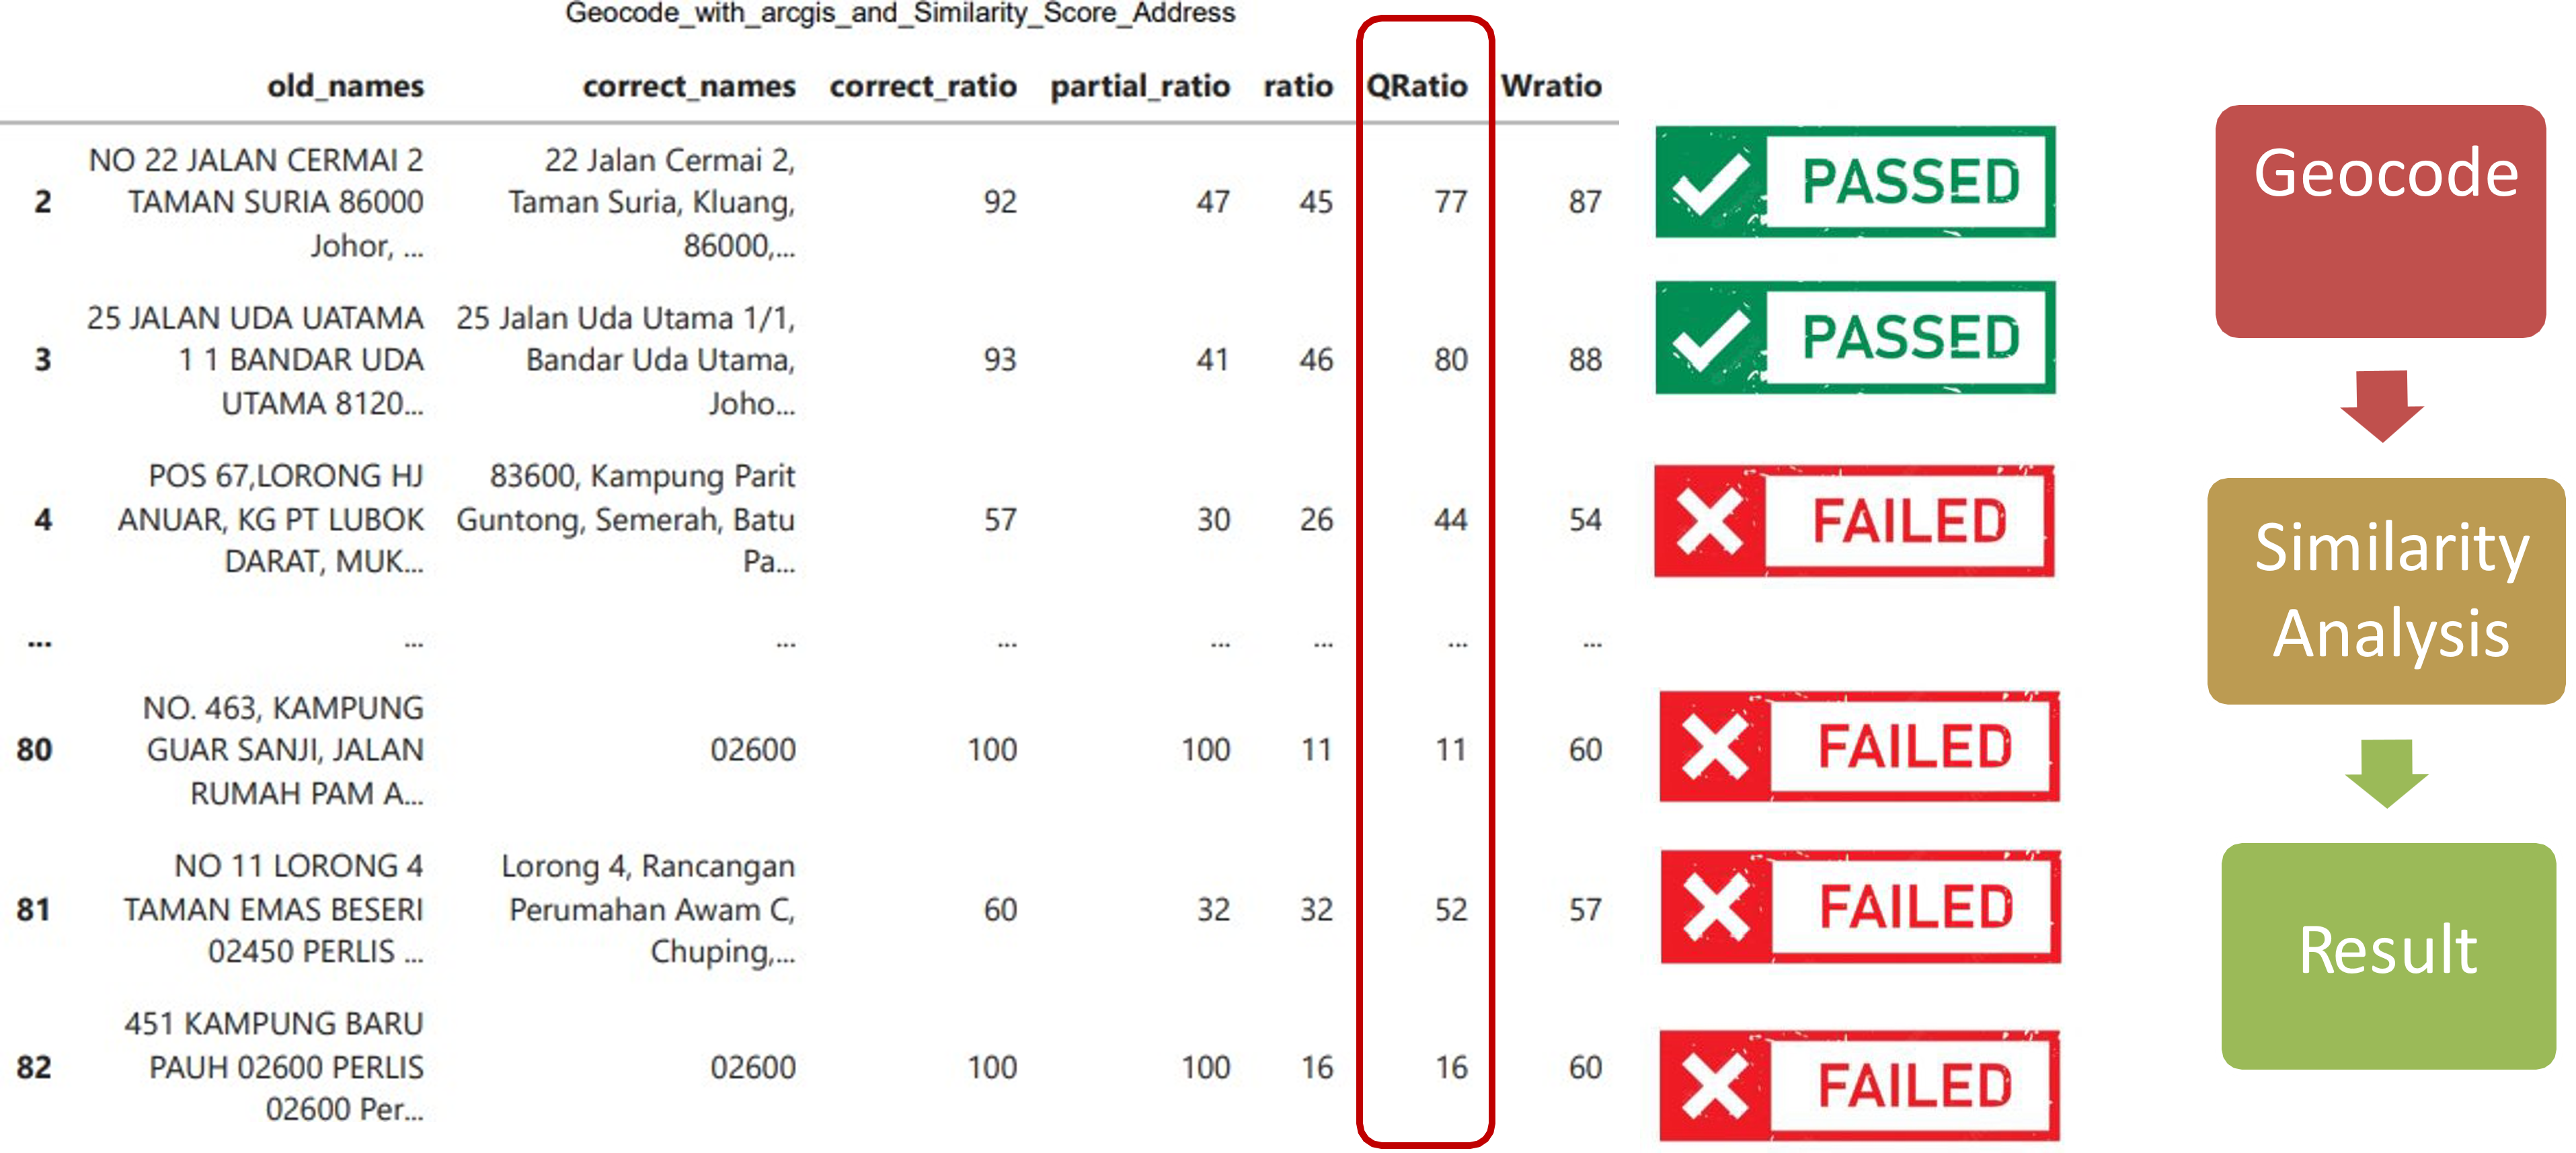 Geocode_with_arcgis_and_Similarity_Score_Address
old_names correct_names correct_ratio partial_ratio ratio QRatio Wratio
NO 22 JALAN CERMAI 2 22 Jalan Cermai 2,
2 TAMAN SURIA 86000 Taman Suria, Kluang, 92 47 45 77 87 PASSED
Johor, ... 86000,...
25 JALAN UDA UATAMA 25 Jalan Uda Utama 1/1,
3 1 1 BANDAR UDA Bandar Uda Utama, 93 41 46 80 88 PASSED
UTAMA 8120... Joho...
POS 67,LORONG HJ 83600, Kampung Parit
4 ANUAR, KG PT LUBOK Guntong, Semerah, Batu 57 30 26 44 54 FAILED
DARAT, MUK... Pa...
... ... ... ... ... ... ... ...
NO. 463, KAMPUNG
80 GUAR SANJI, JALAN 02600 100 100 11 11 60 FAILED
RUMAH PAM A...
NO 11 LORONG 4 Lorong 4, Rancangan
81 TAMAN EMAS BESERI Perumahan Awam C, 60 32 32 52 57 FAILED
02450 PERLIS ... Chuping,...
451 KAMPUNG BARU
82 PAUH 02600 PERLIS 02600 100 100 16 16 60 FAILED
02600 Per...
Geocode
Similarity
Analysis
Result